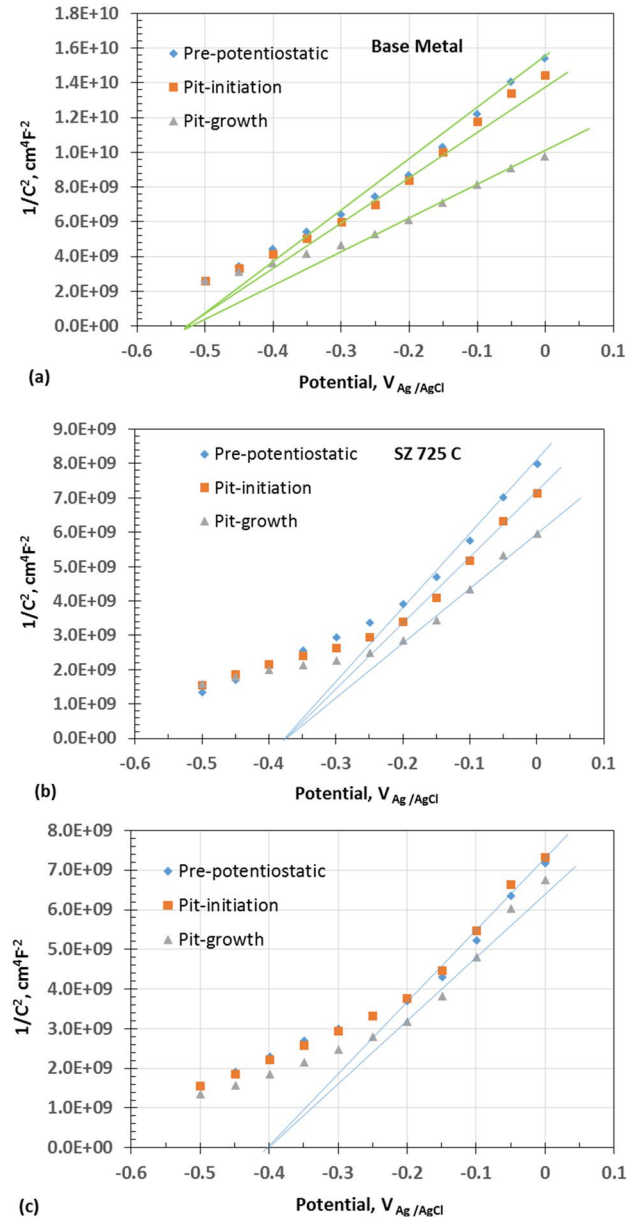 1.8E+10
1.6E+10
1.4E+10
1.2E+10
1.0E+10
8.0E+09
6.0E+09
4.0E+09
2.0E+09
0.0E+00
1/C², cm⁴F⁻²
Pre-potentiostatic
Pit-initiation
Pit-growth
Base Metal
-0.6 -0.5 -0.4 -0.3 -0.2 -0.1 0 0.1
Potential, V Ag /AgCl
(a)
9.0E+09
8.0E+09
7.0E+09
6.0E+09
5.0E+09
4.0E+09
3.0E+09
2.0E+09
1.0E+09
0.0E+00
1/C², cm⁴F⁻²
Pre-potentiostatic
Pit-initiation
Pit-growth
SZ 725 C
-0.6 -0.5 -0.4 -0.3 -0.2 -0.1 0 0.1
Potential, V Ag /AgCl
(b)
8.0E+09
7.0E+09
6.0E+09
5.0E+09
4.0E+09
3.0E+09
2.0E+09
1.0E+09
0.0E+00
1/C², cm⁴F⁻²
Pre-potentiostatic
Pit-initiation
Pit-growth
-0.6 -0.5 -0.4 -0.3 -0.2 -0.1 0 0.1
Potential, V Ag /AgCl
(c)